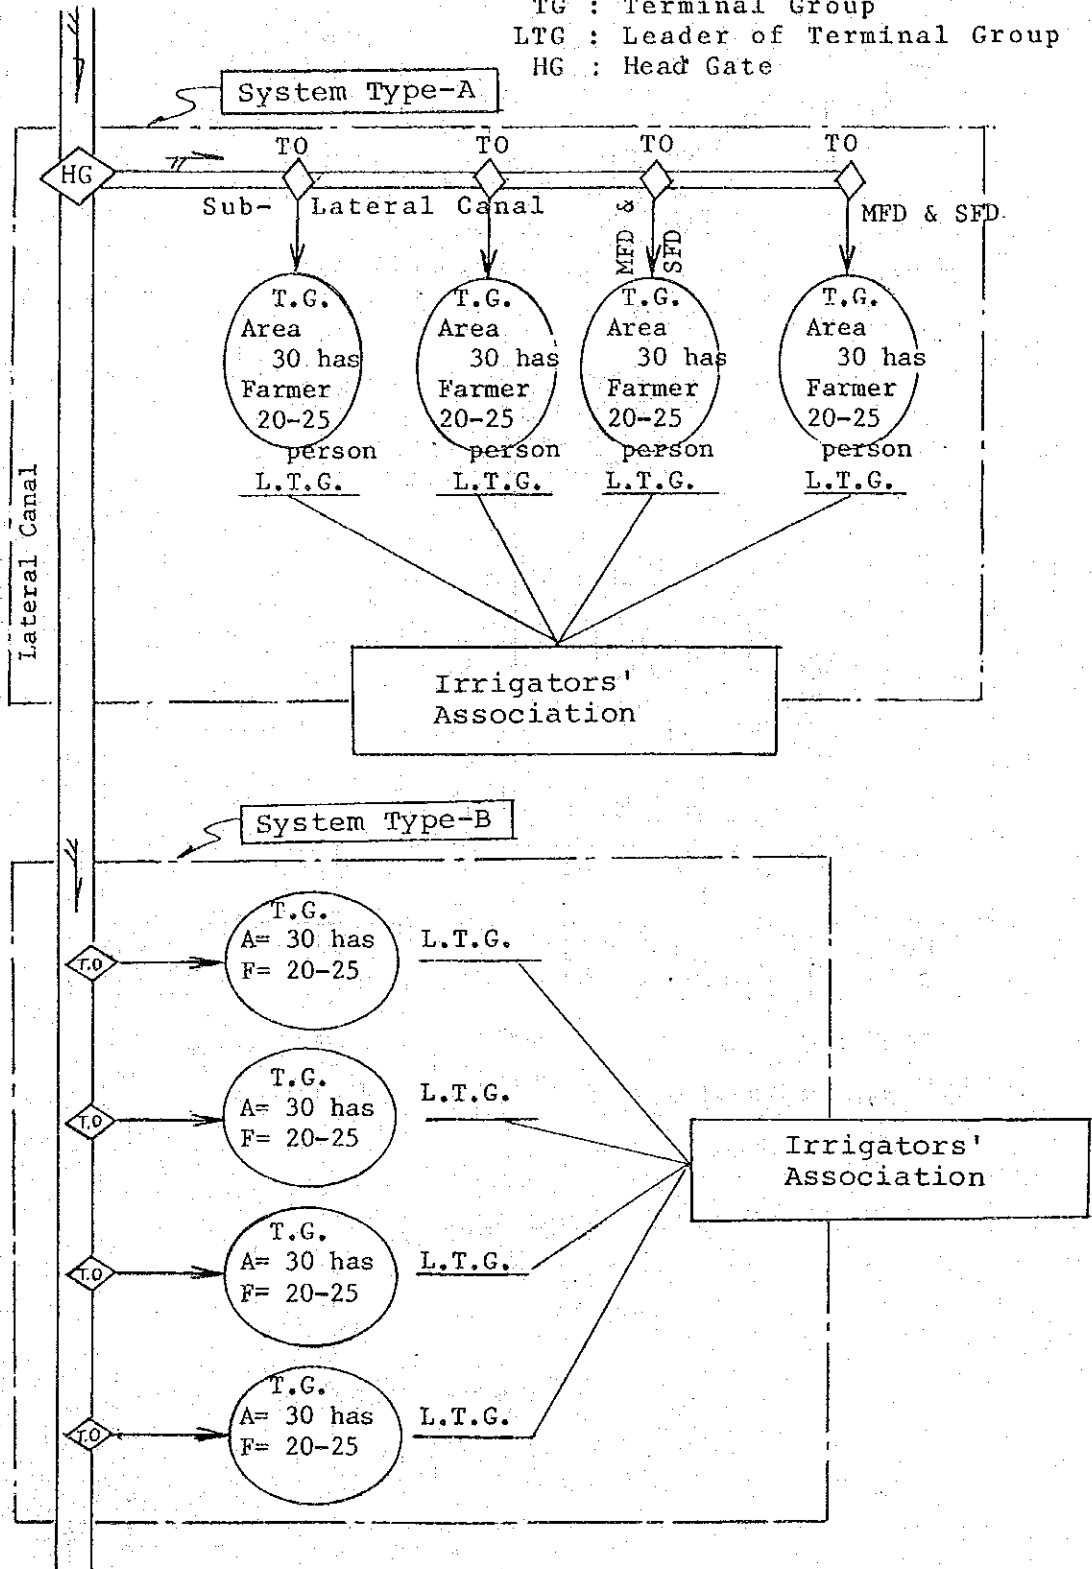 TG : Terminal Group
LTG : Leader of Terminal Group
HG : Head Gate
System Type-A
TO TO TO TO
HG
Sub- Lateral Canal
MFD & SFD
MFD & SFD
T.G.
Area
30 has
Farmer
20-25
person
L.T.G.
T.G.
Area
30 has
Farmer
20-25
person
L.T.G.
T.G.
Area
30 has
Farmer
20-25
person
L.T.G.
T.G.
Area
30 has
Farmer
20-25
person
L.T.G.
Lateral Canal
Irrigators'
Association
System Type-B
T.O
T.G.
A= 30 has
F= 20-25
L.T.G.
T.O
T.G.
A= 30 has
F= 20-25
L.T.G.
Irrigators'
Association
T.O
T.G.
A= 30 has
F= 20-25
L.T.G.
T.O
T.G.
A= 30 has
F= 20-25
L.T.G.